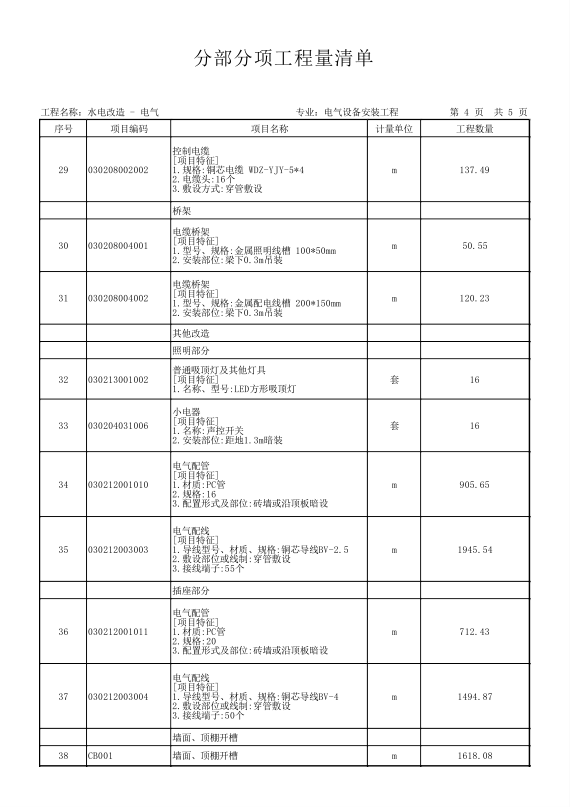 分部分项工程量清单
工程名称: 水电改造 - 电气 专业: 电气设备安装工程 第 4 页 共 5 页
序号 项目编码 项目名称 计量单位 工程数量
控制电缆
[项目特征]
29 030208002002 1.规格:铜芯电缆 WDZ-YJY-5*4 m 137.49
2.电缆头:16个
3.敷设方式:穿管敷设
桥架
电缆桥架
[项目特征]
30 030208004001 1.型号、规格:金属照明线槽 100*50mm m 50.55
2.安装部位:梁下0.3m吊装
电缆桥架
[项目特征]
31 030208004002 1.型号、规格:金属配电线槽 200*150mm m 120.23
2.安装部位:梁下0.3m吊装
其他改造
照明部分
普通吸顶灯及其他灯具
32 030213001002 [项目特征] 套 16
1.名称、型号:LED方形吸顶灯
小电器
[项目特征]
33 030204031006 1.名称:声控开关 套 16
2.安装部位:距地1.3m暗装
电气配管
[项目特征]
34 030212001010 1.材质:PC管 m 905.65
2.规格:16
3.配置形式及部位:砖墙或沿顶板暗设
电气配线
[项目特征]
35 030212003003 1.导线型号、材质、规格:铜芯导线BV-2.5 m 1945.54
2.敷设部位或线制:穿管敷设
3.接线端子:55个
插座部分
电气配管
[项目特征]
36 030212001011 1.材质:PC管 m 712.43
2.规格:20
3.配置形式及部位:砖墙或沿顶板暗设
电气配线
[项目特征]
37 030212003004 1.导线型号、材质、规格:铜芯导线BV-4 m 1494.87
2.敷设部位或线制:穿管敷设
3.接线端子:50个
墙面、顶棚开槽
38 CB001 墙面、顶棚开槽 m 1618.08